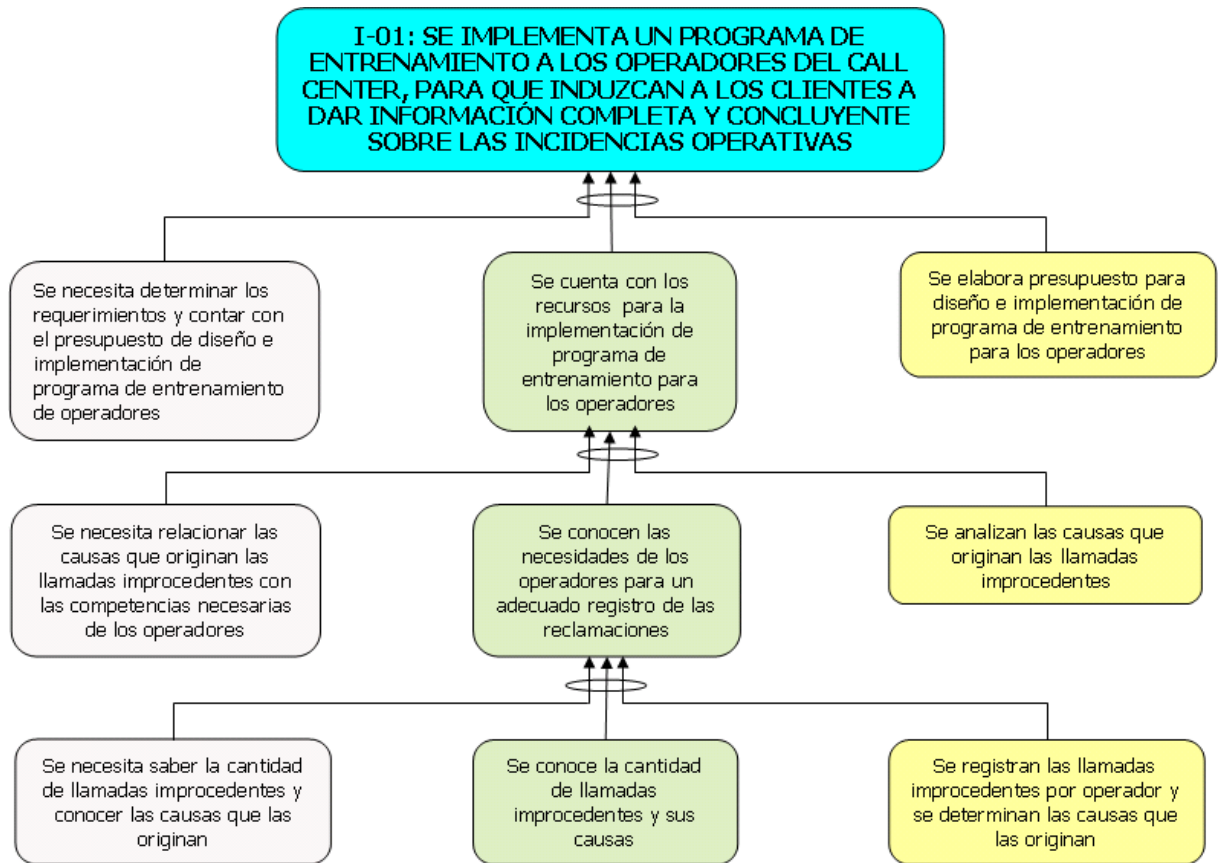 I-01: SE IMPLEMENTA UN PROGRAMA DE
ENTRENAMIENTO A LOS OPERADORES DEL CALL
CENTER, PARA QUE INDUZCAN A LOS CLIENTES A
DAR INFORMACIÓN COMPLETA Y CONCLUYENTE
SOBRE LAS INCIDENCIAS OPERATIVAS
Se necesita determinar los
requerimientos y contar con
el presupuesto de diseño e
implementación de
programa de entrenamiento
de operadores
Se cuenta con los
recursos para la
implementación de
programa de
entrenamiento para
los operadores
Se elabora presupuesto para
diseño e implementación de
programa de entrenamiento
para los operadores
Se necesita relacionar las
causas que originan las
llamadas improcedentes con
las competencias necesarias
de los operadores
Se conocen las
necesidades de los
operadores para un
adecuado registro de las
reclamaciones
Se analizan las causas que
originan las llamadas
improcedentes
Se necesita saber la cantidad
de llamadas improcedentes y
conocer las causas que las
originan
Se conoce la cantidad
de llamadas
improcedentes y sus
causas
Se registran las llamadas
improcedentes por operador y
se determinan las causas que
las originan